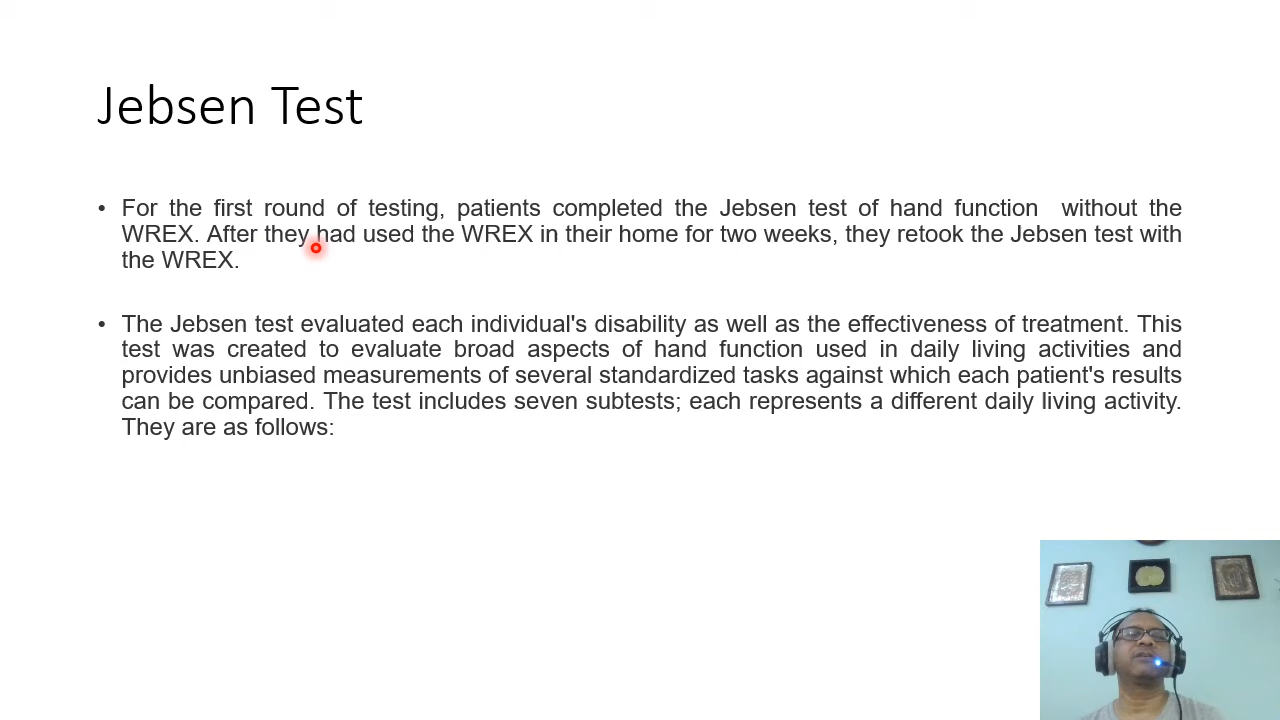 Jebsen Test
• For the first round of testing, patients completed the Jebsen test of hand function without the
WREX. After they had used the WREX in their home for two weeks, they retook the Jebsen test with
the WREX.
• The Jebsen test evaluated each individual's disability as well as the effectiveness of treatment. This
test was created to evaluate broad aspects of hand function used in daily living activities and
provides unbiased measurements of several standardized tasks against which each patient's results
can be compared. The test includes seven subtests; each represents a different daily living activity.
They are as follows: